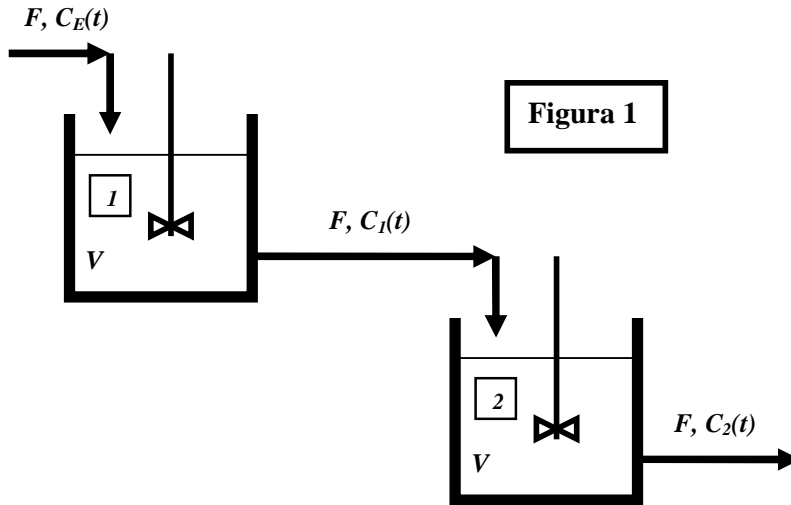 F, C_E(t)
Figura 1
1
F, C_1(t)
V
2
F, C_2(t)
V